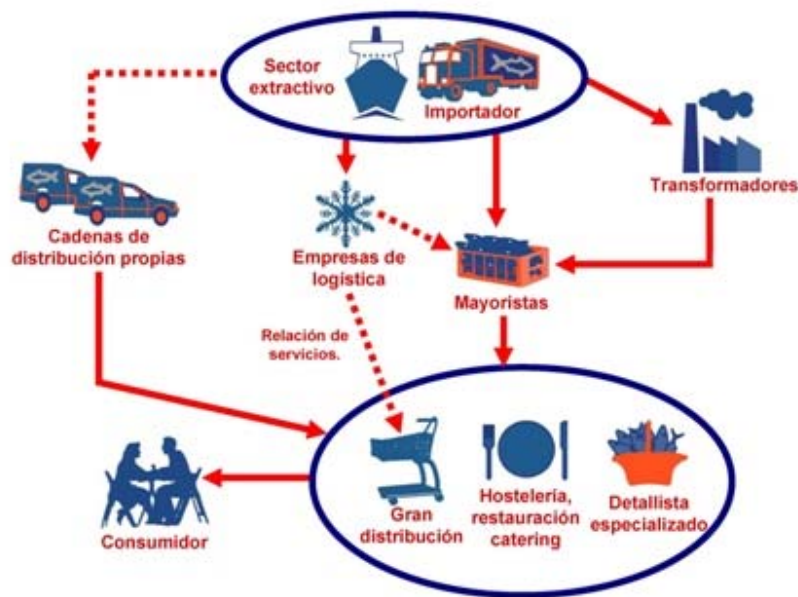 Sector
extractivo
Importador
Transformadores
Cadenas de
distribución propias
Empresas de
logística
Mayoristas
Relación de
servicios.
Gran
distribución
Hostelería,
restauración
catering
Detallista
especializado
Consumidor